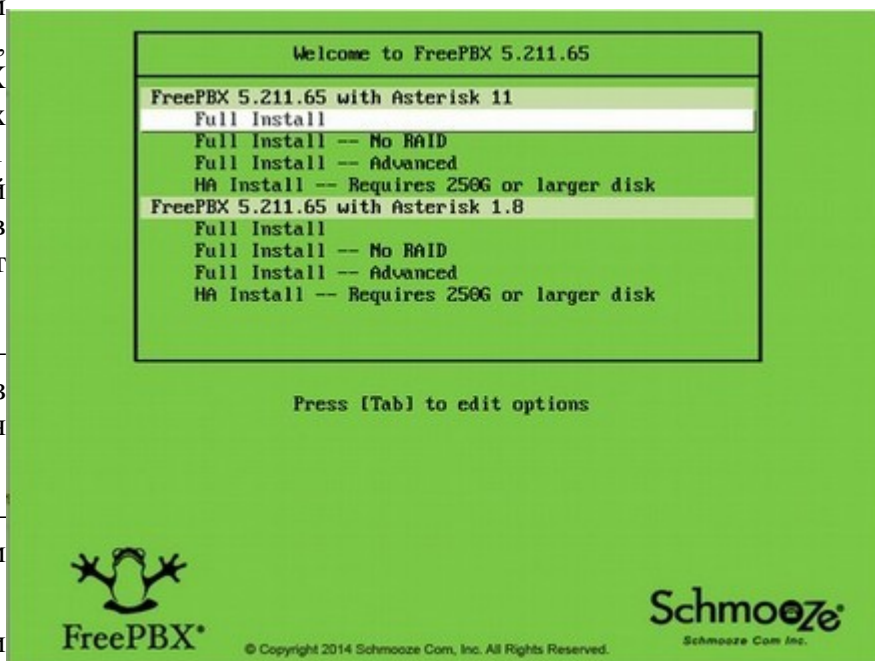 Welcome to FreePBX 5.211.65
FreePBX 5.211.65 with Asterisk 11
Full Install
Full Install -- No RAID
Full Install -- Advanced
HA Install -- Requires 250G or larger disk
FreePBX 5.211.65 with Asterisk 1.8
Full Install
Full Install -- No RAID
Full Install -- Advanced
HA Install -- Requires 250G or larger disk
Press [Tab] to edit options
FreePBX®
Schmooze®
Schmooze Com Inc.
© Copyright 2014 Schmooze Com, Inc. All Rights Reserved.